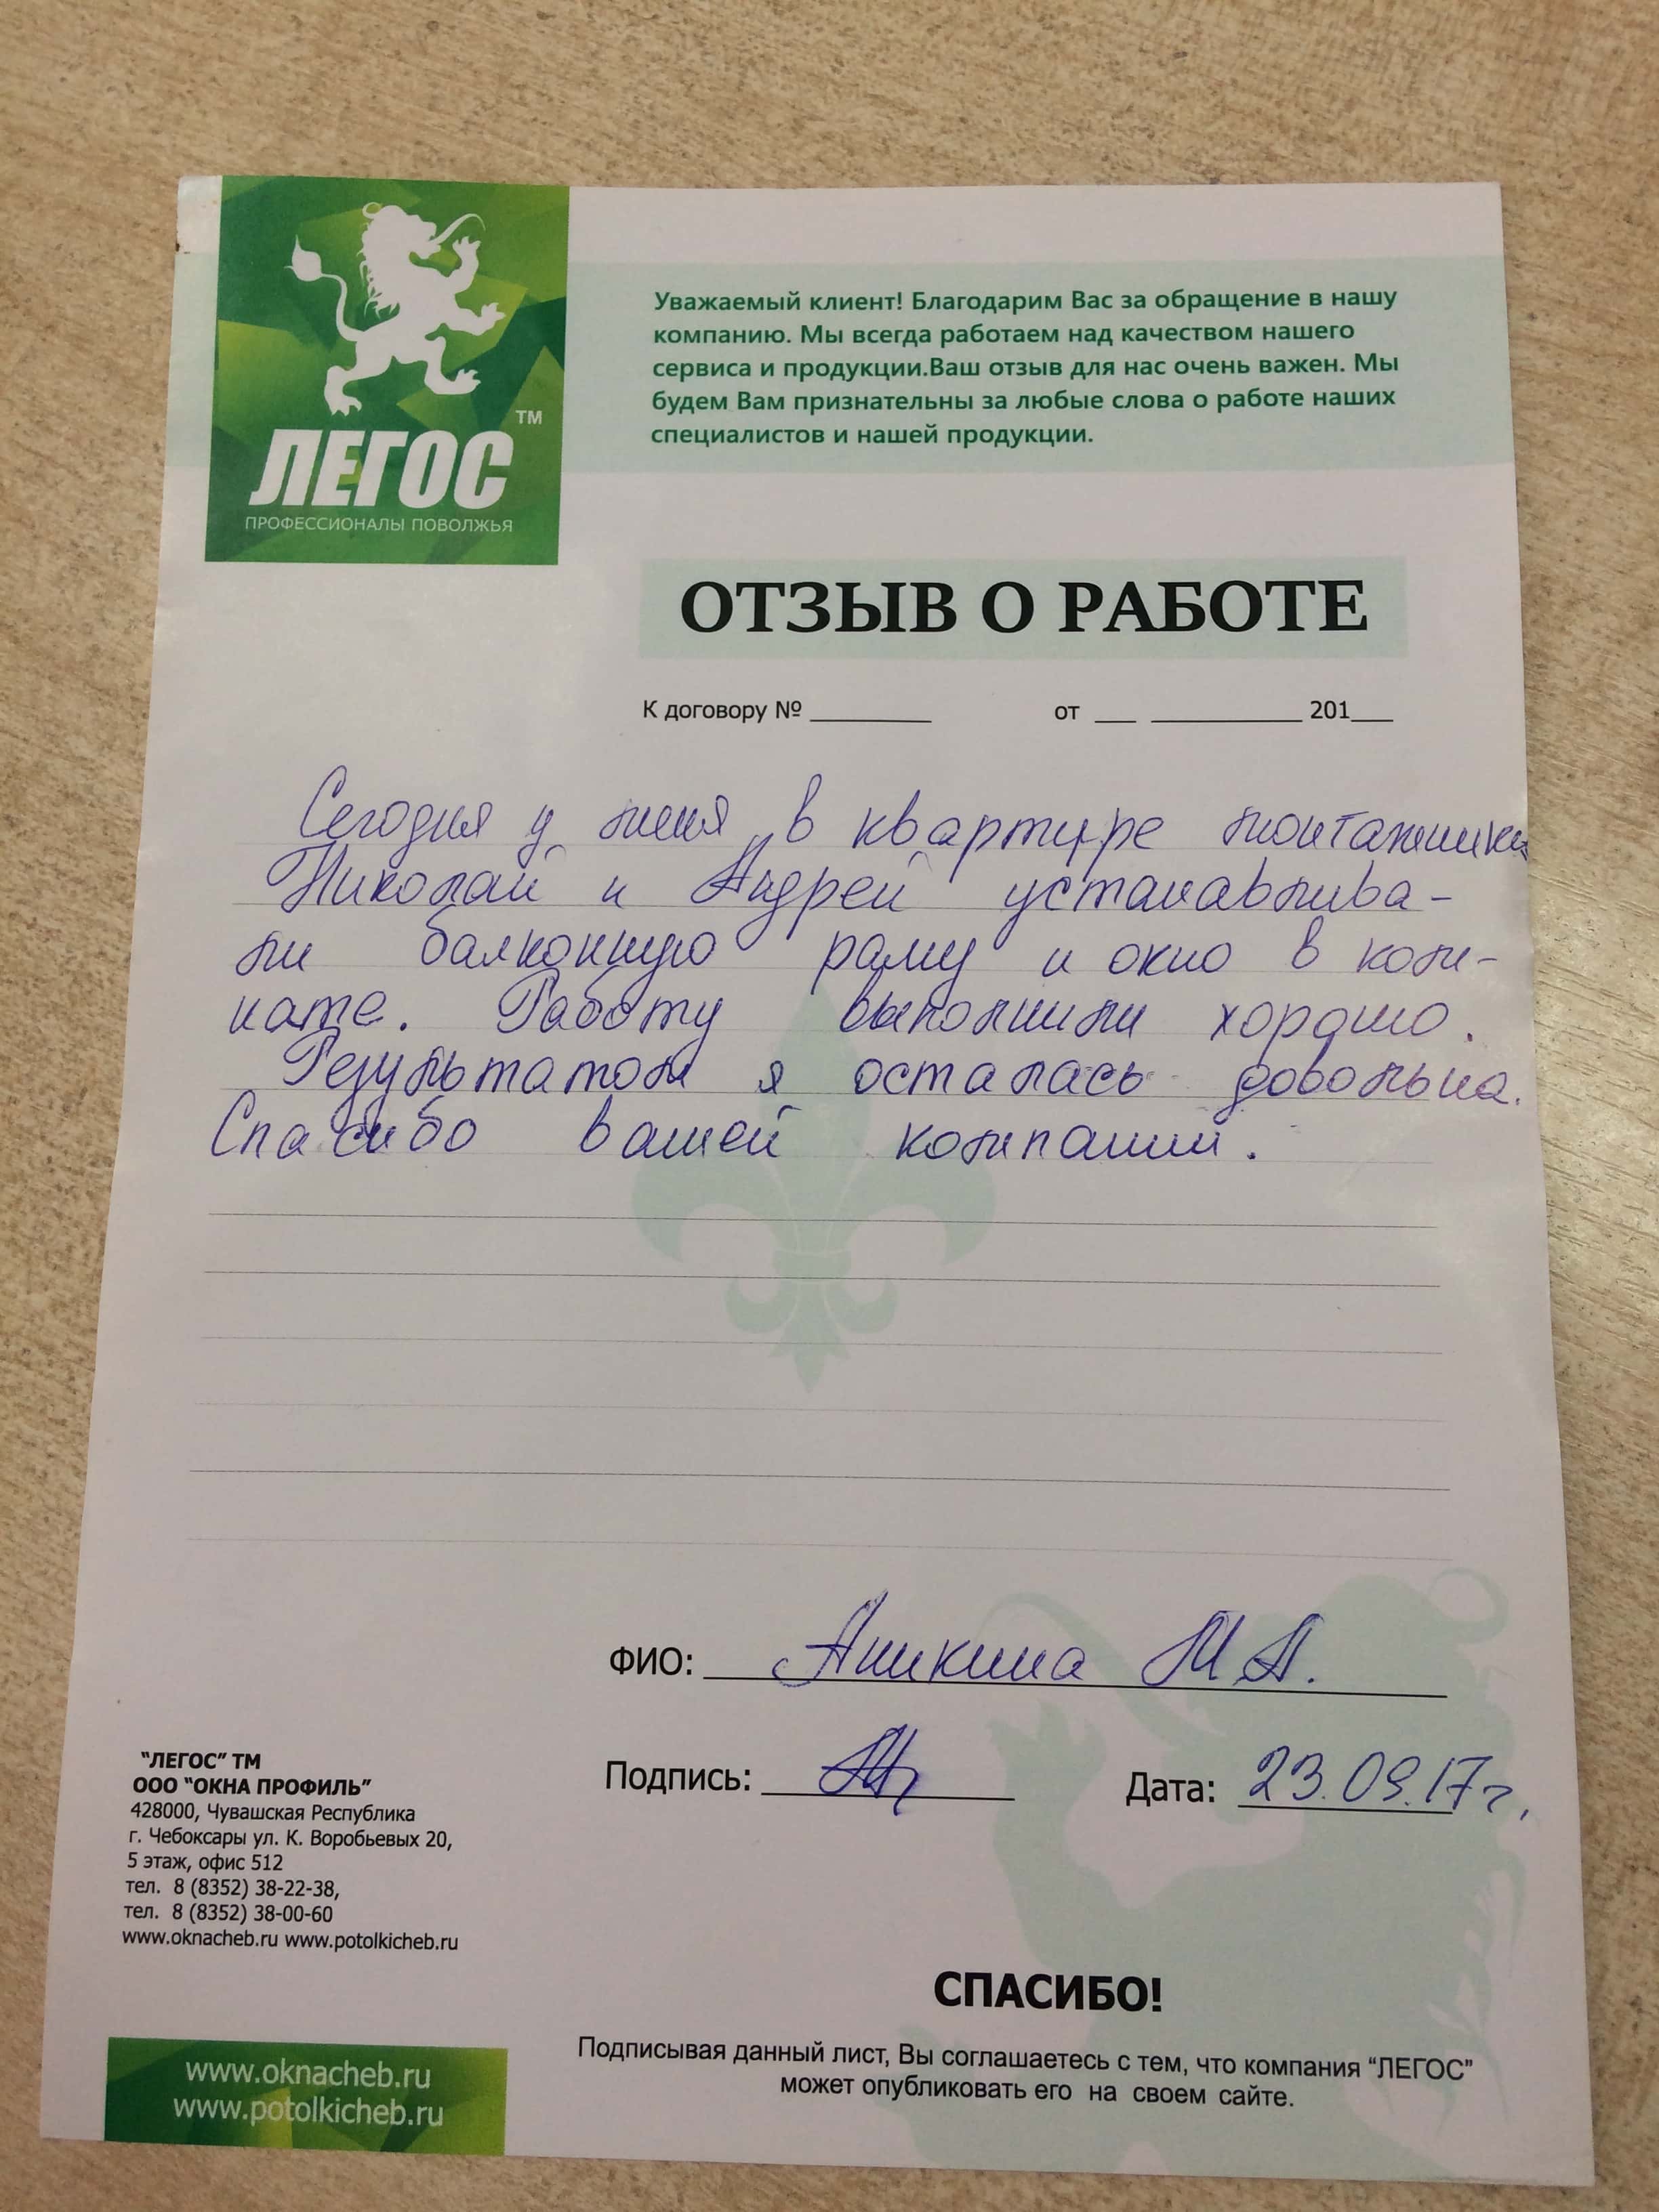 ТМ
ЛЕГОС
ПРОФЕССИОНАЛЫ ПОВОЛЖЬЯ
Уважаемый клиент! Благодарим Вас за обращение в нашу
компанию. Мы всегда работаем над качеством нашего
сервиса и продукции.Ваш отзыв для нас очень важен. Мы
будем Вам признательны за любые слова о работе наших
специалистов и нашей продукции.
ОТЗЫВ О РАБОТЕ
К договору № ________ от ___ __________ 201___
Сегодня у меня в квартире монтажники
Николай и Андрей устанавлива-
ли балконную раму и окно в ком-
нате. Работу выполнили хорошо.
Результатом я осталась довольна.
Спасибо вашей компании.
ФИО: Аникина М А.
Подпись:
Дата: 23.09.17г.
"ЛЕГОС" ТМ
ООО "ОКНА ПРОФИЛЬ"
428000, Чувашская Республика
г. Чебоксары ул. К. Воробьевых 20,
5 этаж, офис 512
тел. 8 (8352) 38-22-38,
тел. 8 (8352) 38-00-60
www.oknacheb.ru www.potolkicheb.ru
СПАСИБО!
Подписывая данный лист, Вы соглашаетесь с тем, что компания "ЛЕГОС"
может опубликовать его на своем сайте.
www.oknacheb.ru
www.potolkicheb.ru